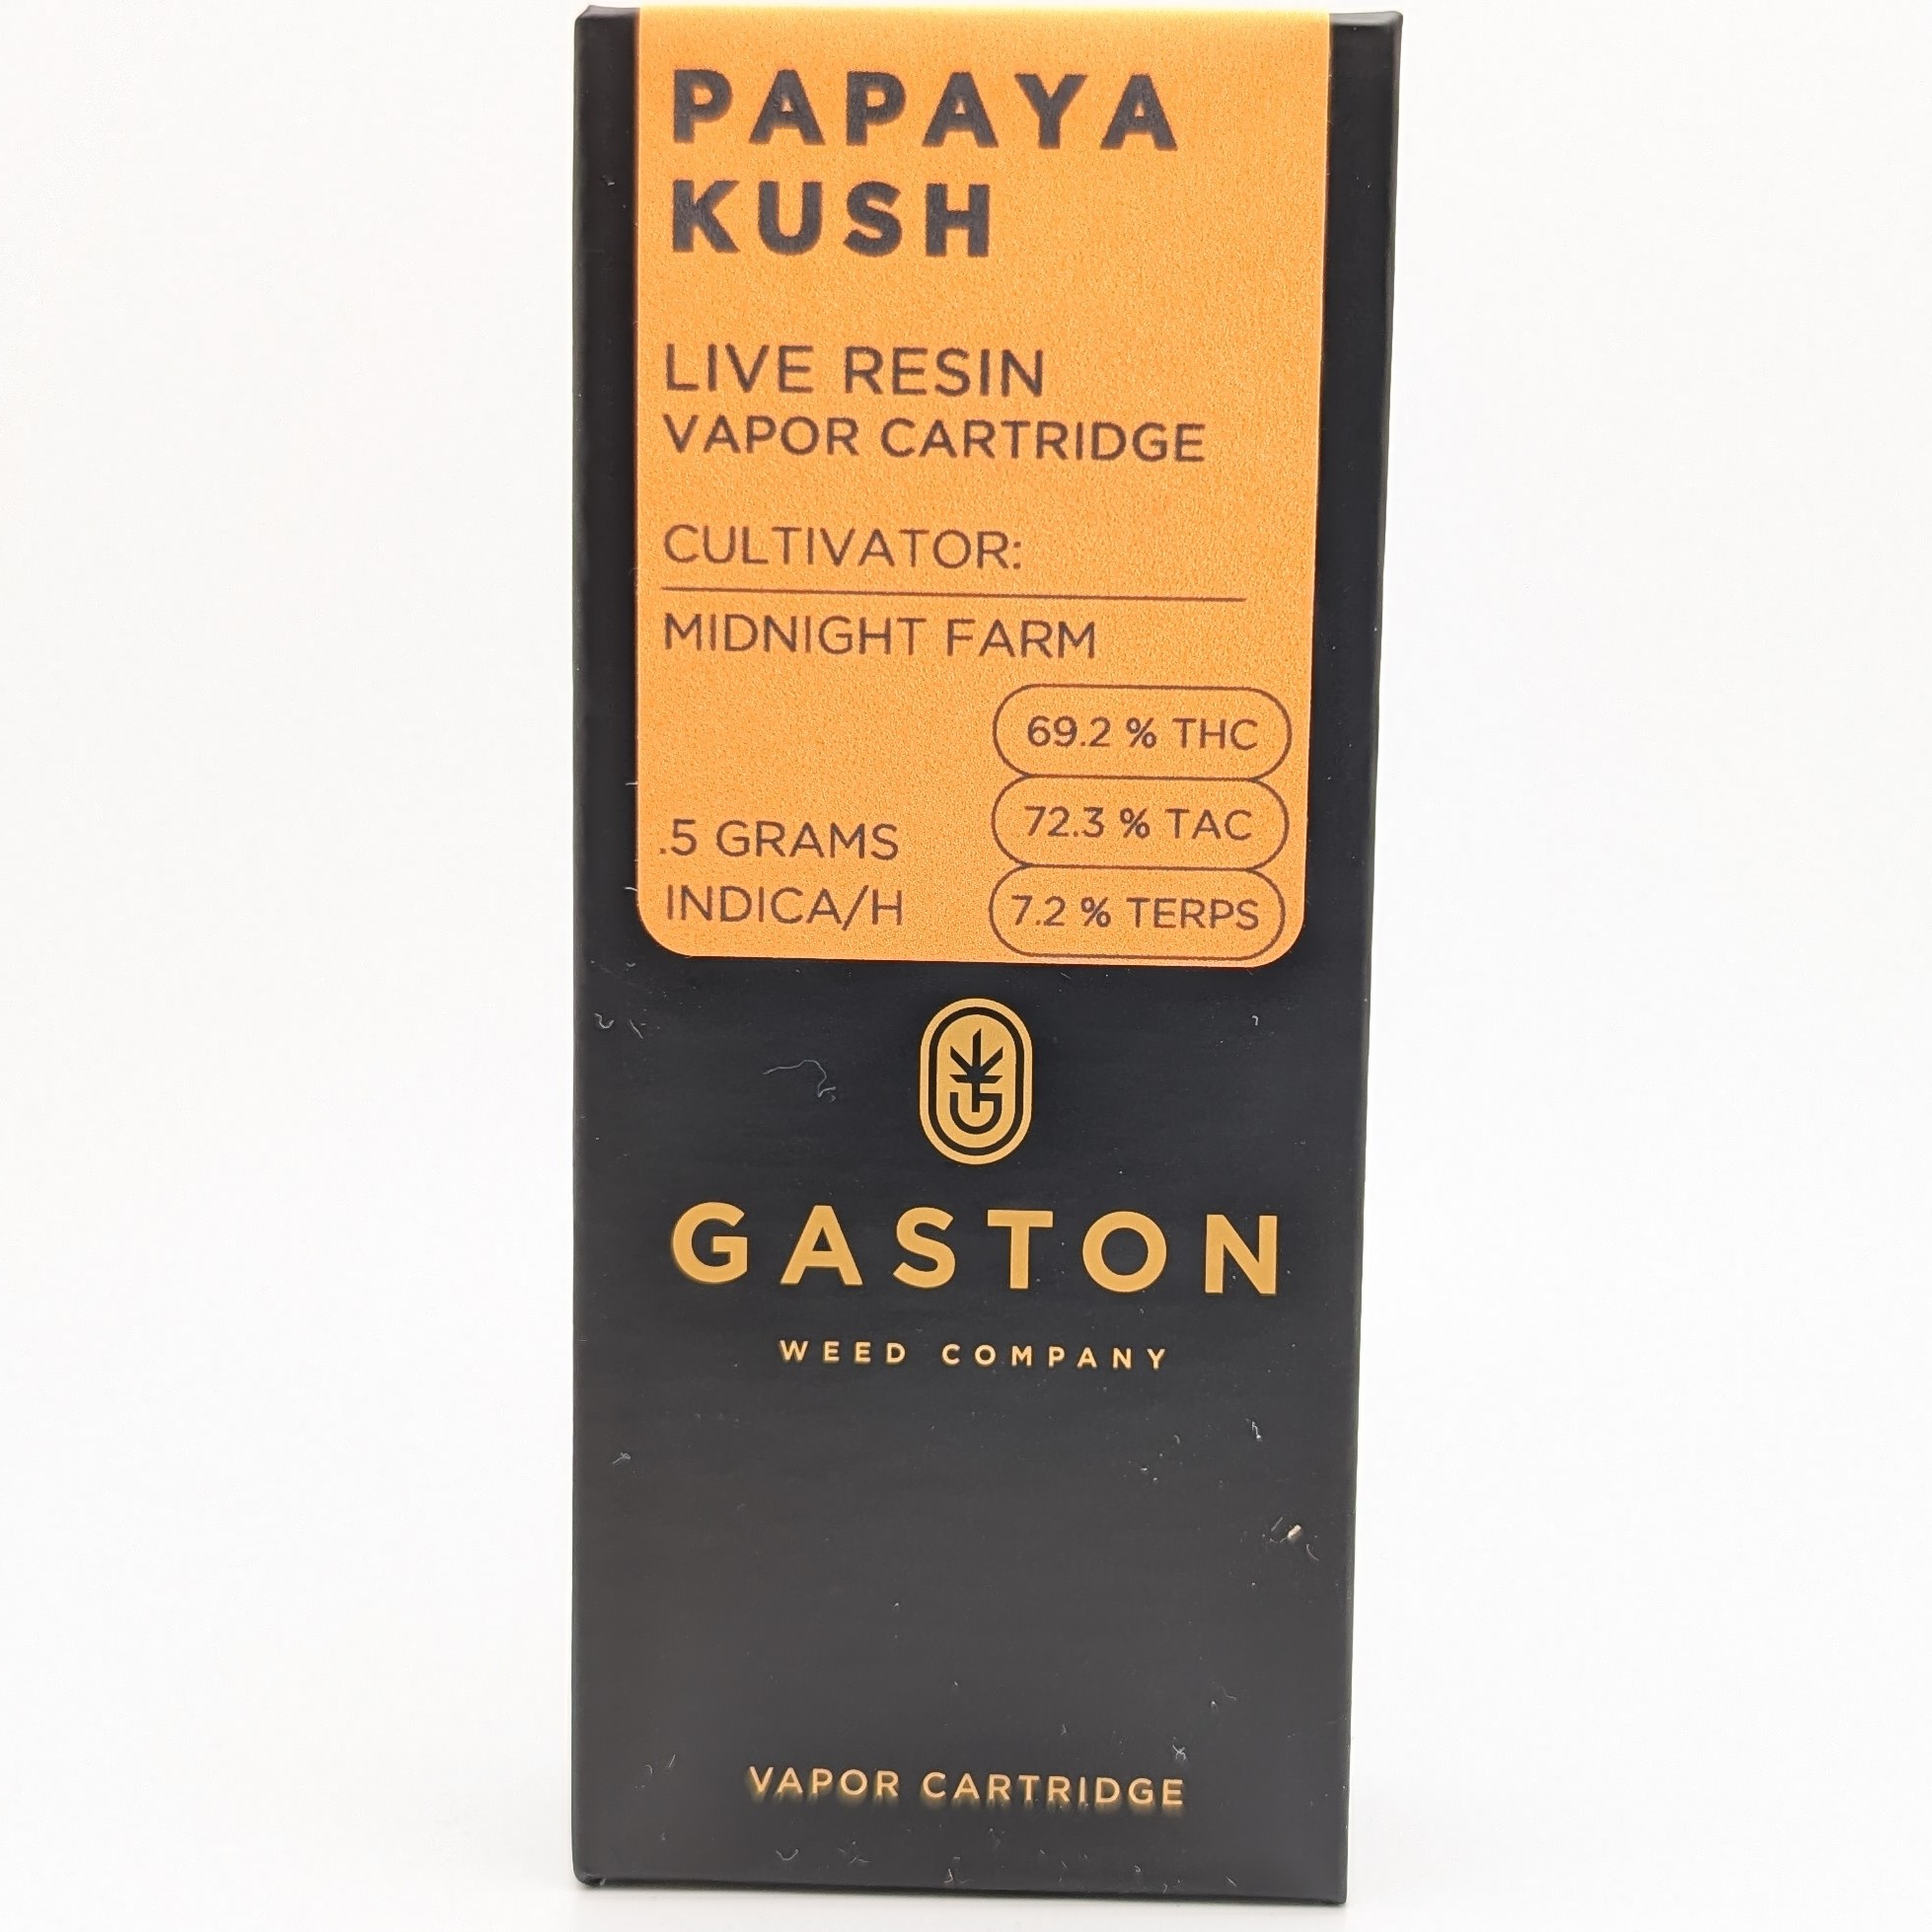 PAPAYA
KUSH
LIVE RESIN
VAPOR CARTRIDGE
CULTIVATOR:
MIDNIGHT FARM
69.2 % THC
72.3 % TAC
7.2 % TERPS
.5 GRAMS
INDICA/H
GASTON
WEED COMPANY
VAPOR CARTRIDGE